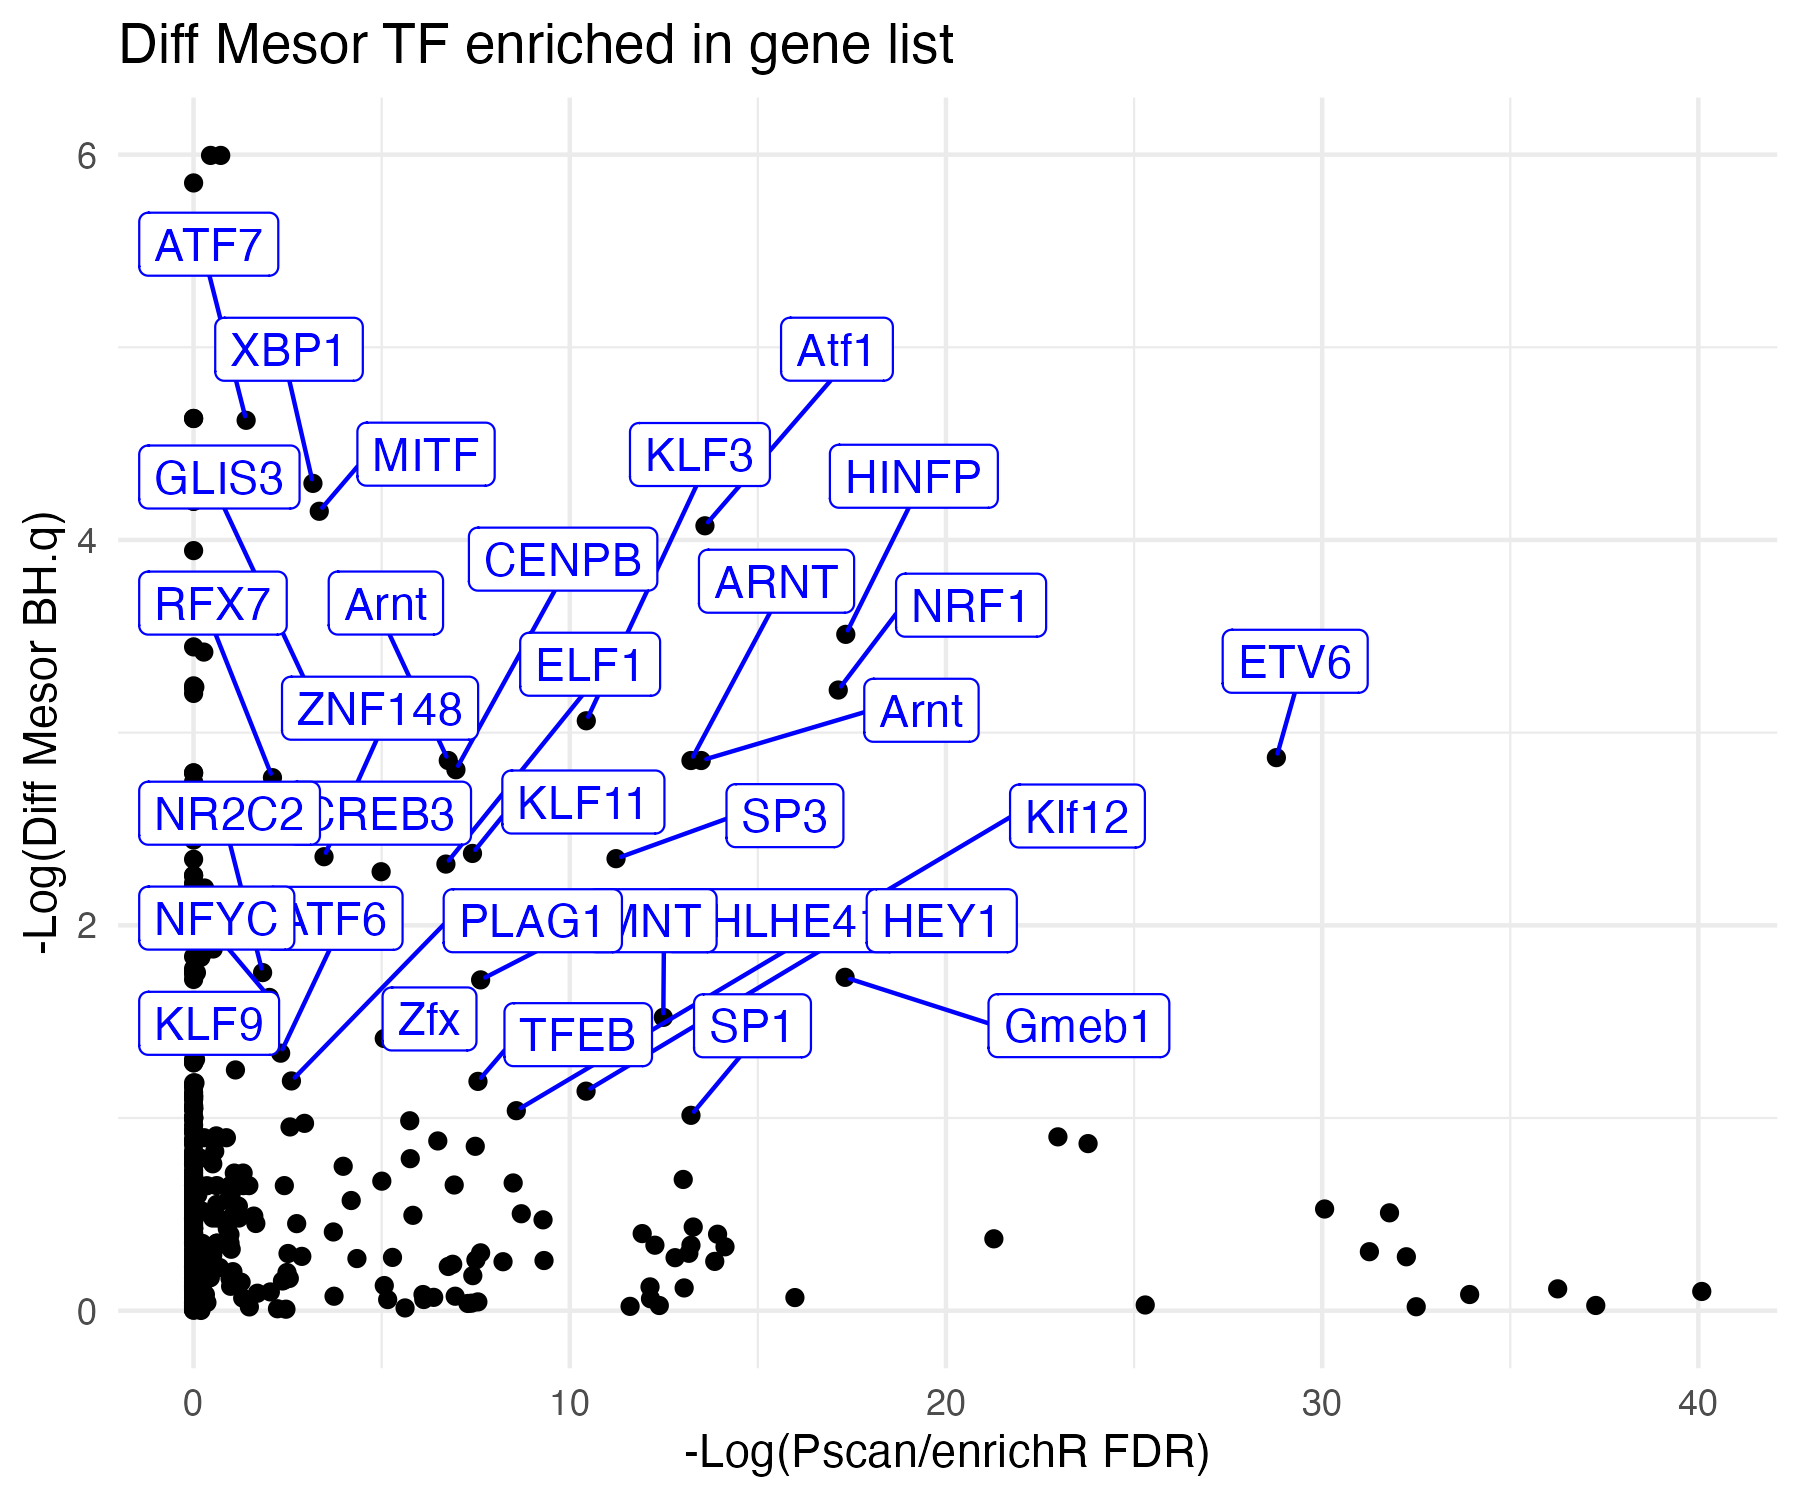 Diff Mesor TF enriched in gene list
-Log(Diff Mesor BH.q)
6
4
2
0
ATF7
XBP1
Atf1
GLIS3
MITF
KLF3
HINFP
CENPB
ARNT
RFX7
Arnt
NRF1
ELF1
ETV6
ZNF148
Arnt
NR2C2
CREB3
KLF11
SP3
Klf12
NFYC
ATF6
PLAG1
MNT
HLHE41
HEY1
KLF9
Zfx
TFEB
SP1
Gmeb1
0
10
20
30
40
-Log(Pscan/enrichR FDR)